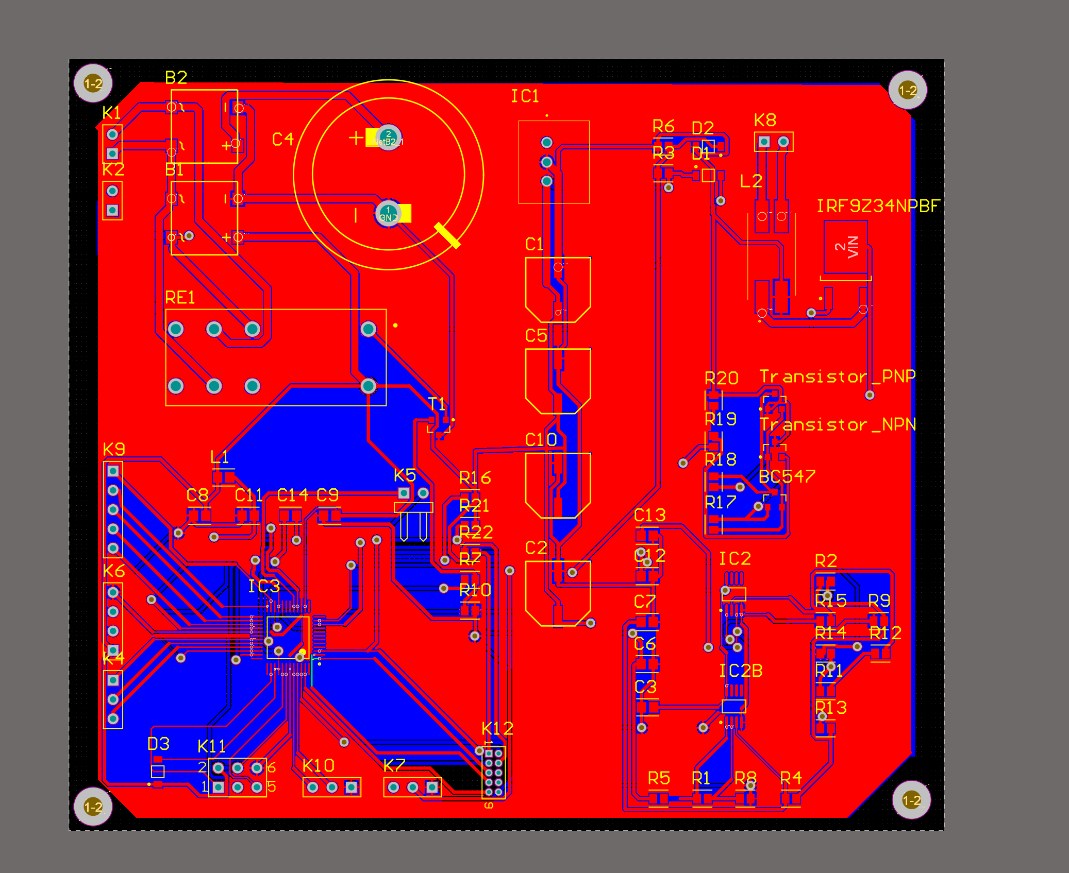 1-2
1-2
B2
K1
C4
+
2
IC1
R6
D2
K8
R3
D1
K2
B1
+
L2
1
IRF9Z34NPBF
2
VIN
C1
RE1
C5
T1
R20
Transistor_PNP
R19
Transistor_NPN
C10
K9
L1
K5
R16
R18
BC547
C8
C11
C14
C9
R21
R17
C13
R22
C2
R7
C12
IC2
R2
K6
IC3
R10
C7
R15
R9
C6
R14
R12
K4
IC2B
R11
C3
R13
K12
D3
K11
2
6
K10
K7
1
5
R5
R1
R8
R4
1-2
1-2